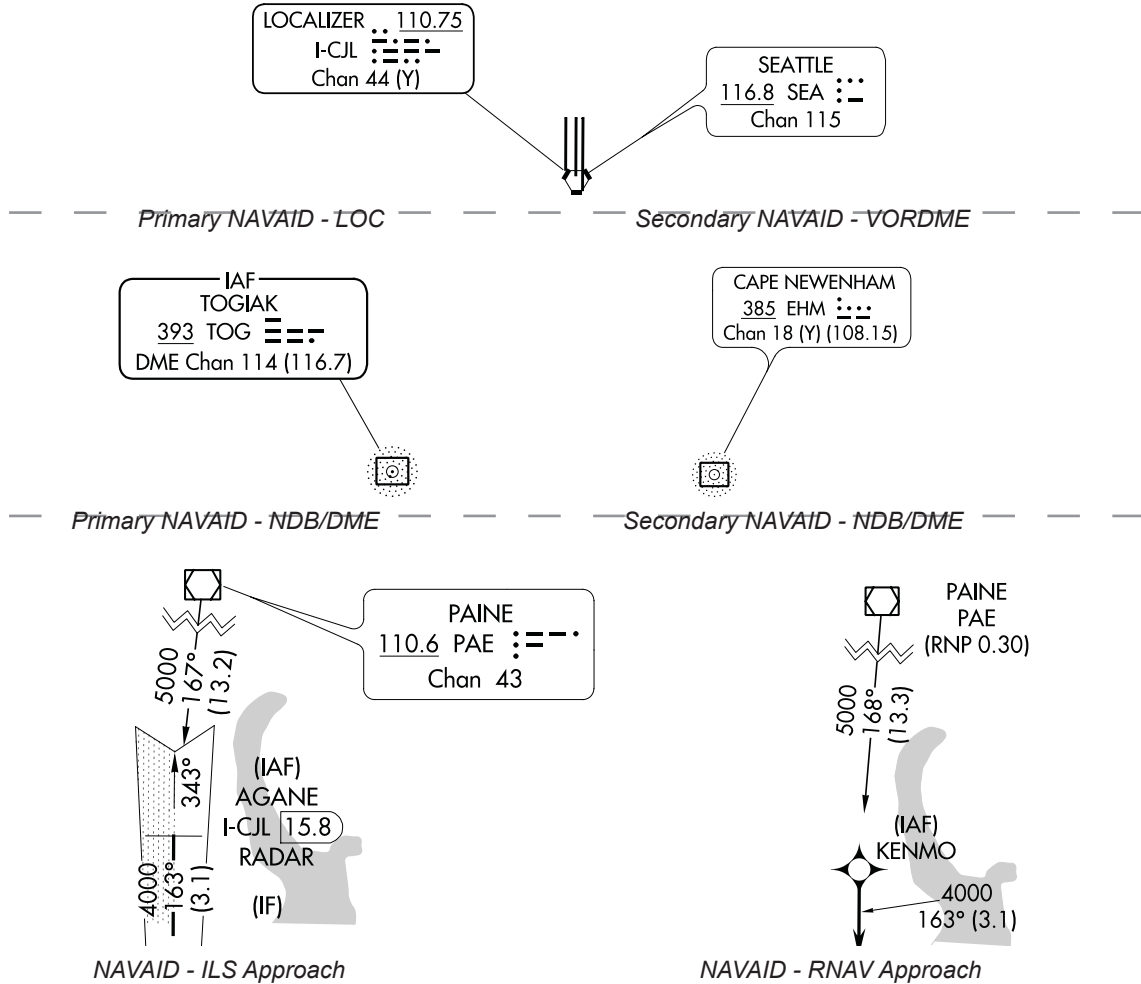 LOCALIZER 110.75
I-CJL
Chan 44 (Y)
SEATTLE
116.8 SEA
Chan 115
Primary NAVAID - LOC
Secondary NAVAID - VORDME
IAF
TOGIAK
393 TOG
DME Chan 114 (116.7)
CAPE NEWENHAM
385 EHM
Chan 18 (Y) (108.15)
Primary NAVAID - NDB/DME
Secondary NAVAID - NDB/DME
PAINE
110.6 PAE
Chan 43
5000
167°
(13.2)
343°
(IAF)
AGANE
I-CJL 15.8
RADAR
(IF)
4000
163°
(3.1)
NAVAID - ILS Approach
PAINE
PAE
(RNP 0.30)
5000
168°
(13.3)
(IAF)
KENMO
4000
163° (3.1)
NAVAID - RNAV Approach